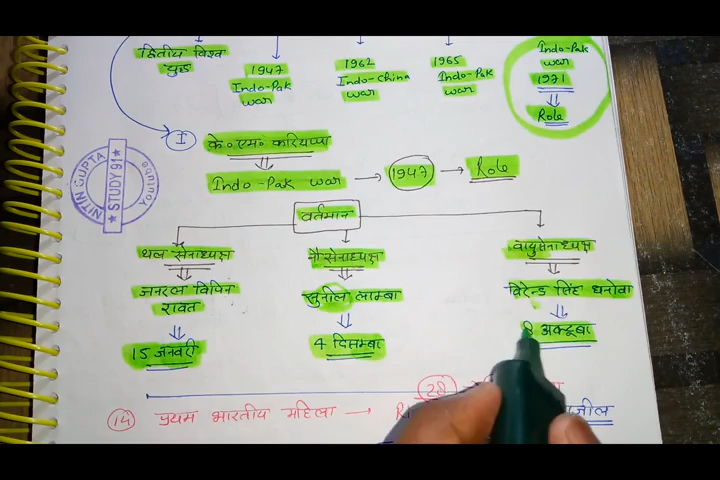 द्वितीय विश्व
युद्ध
1947
Indo-Pak
war
1962
Indo-China
war
1965
Indo-Pak
war
Indo-Pak
war
1971
Role
I के॰ एम॰ करियप्पा
Indo-Pak war → 1947 → Role
वर्तमान
थल सेनाध्यक्ष
जनरल विपिन
रावत
15 जनवरी
नौ सेनाध्यक्ष
सुनील लाम्बा
4 दिसम्बर
वायुसेनाध्यक्ष
विरेन्द्र सिंह धनोवा
8 अक्टूबर
NITIN GUPTA
STUDY 91
14 प्रथम भारतीय महिला →